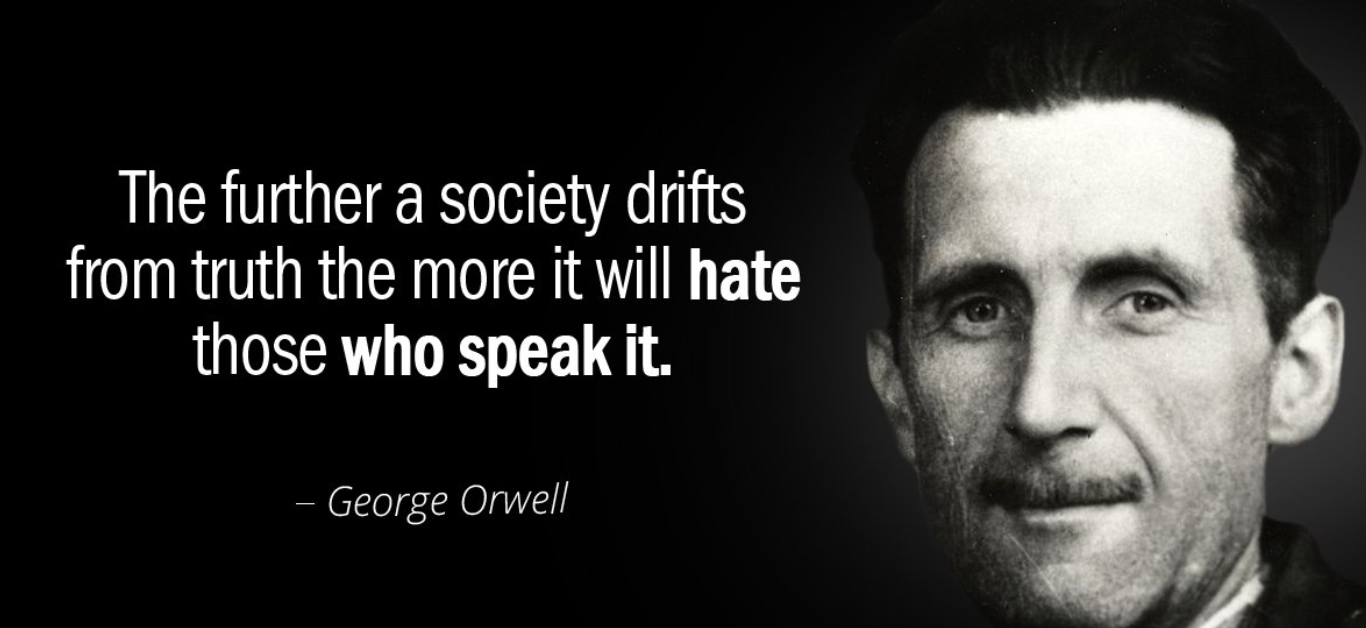 The further a society drifts
from truth the more it will hate
those who speak it.
– George Orwell